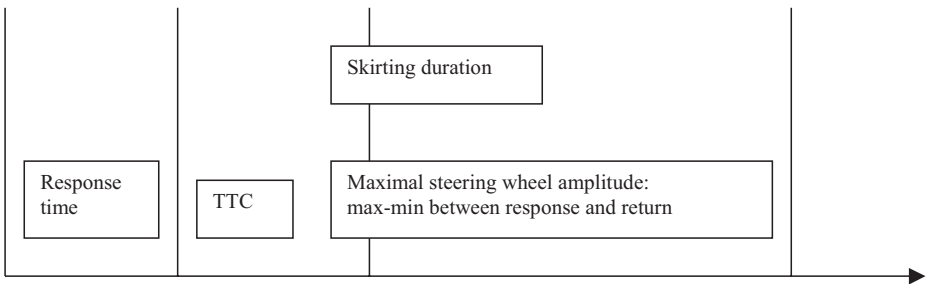 Skirting duration
Response
time
TTC
Maximal steering wheel amplitude:
max-min between response and return